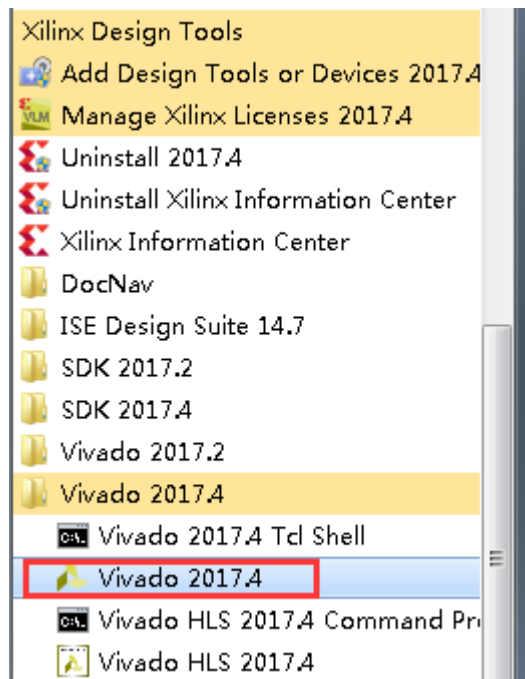 Xilinx Design Tools
Add Design Tools or Devices 2017.4
VLM Manage Xilinx Licenses 2017.4
Uninstall 2017.4
Uninstall Xilinx Information Center
Xilinx Information Center
DocNav
ISE Design Suite 14.7
SDK 2017.2
SDK 2017.4
Vivado 2017.2
Vivado 2017.4
C:\. Vivado 2017.4 Tcl Shell
Vivado 2017.4
C:\. Vivado HLS 2017.4 Command Pr
Vivado HLS 2017.4